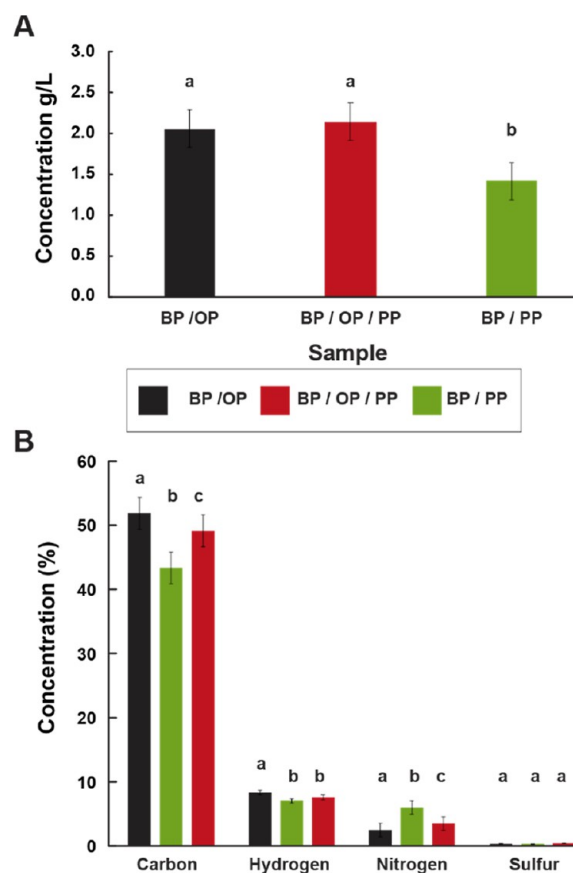 A
Concentration g/L
3.0
2.5
2.0
1.5
1.0
0.5
0.0
a
a
b
BP /OP
BP / OP / PP
BP / PP
Sample
BP /OP
BP / OP / PP
BP / PP
B
Concentration (%)
60
50
40
30
20
10
0
a
b
c
a
b
b
a
b
c
a
a
a
Carbon
Hydrogen
Nitrogen
Sulfur